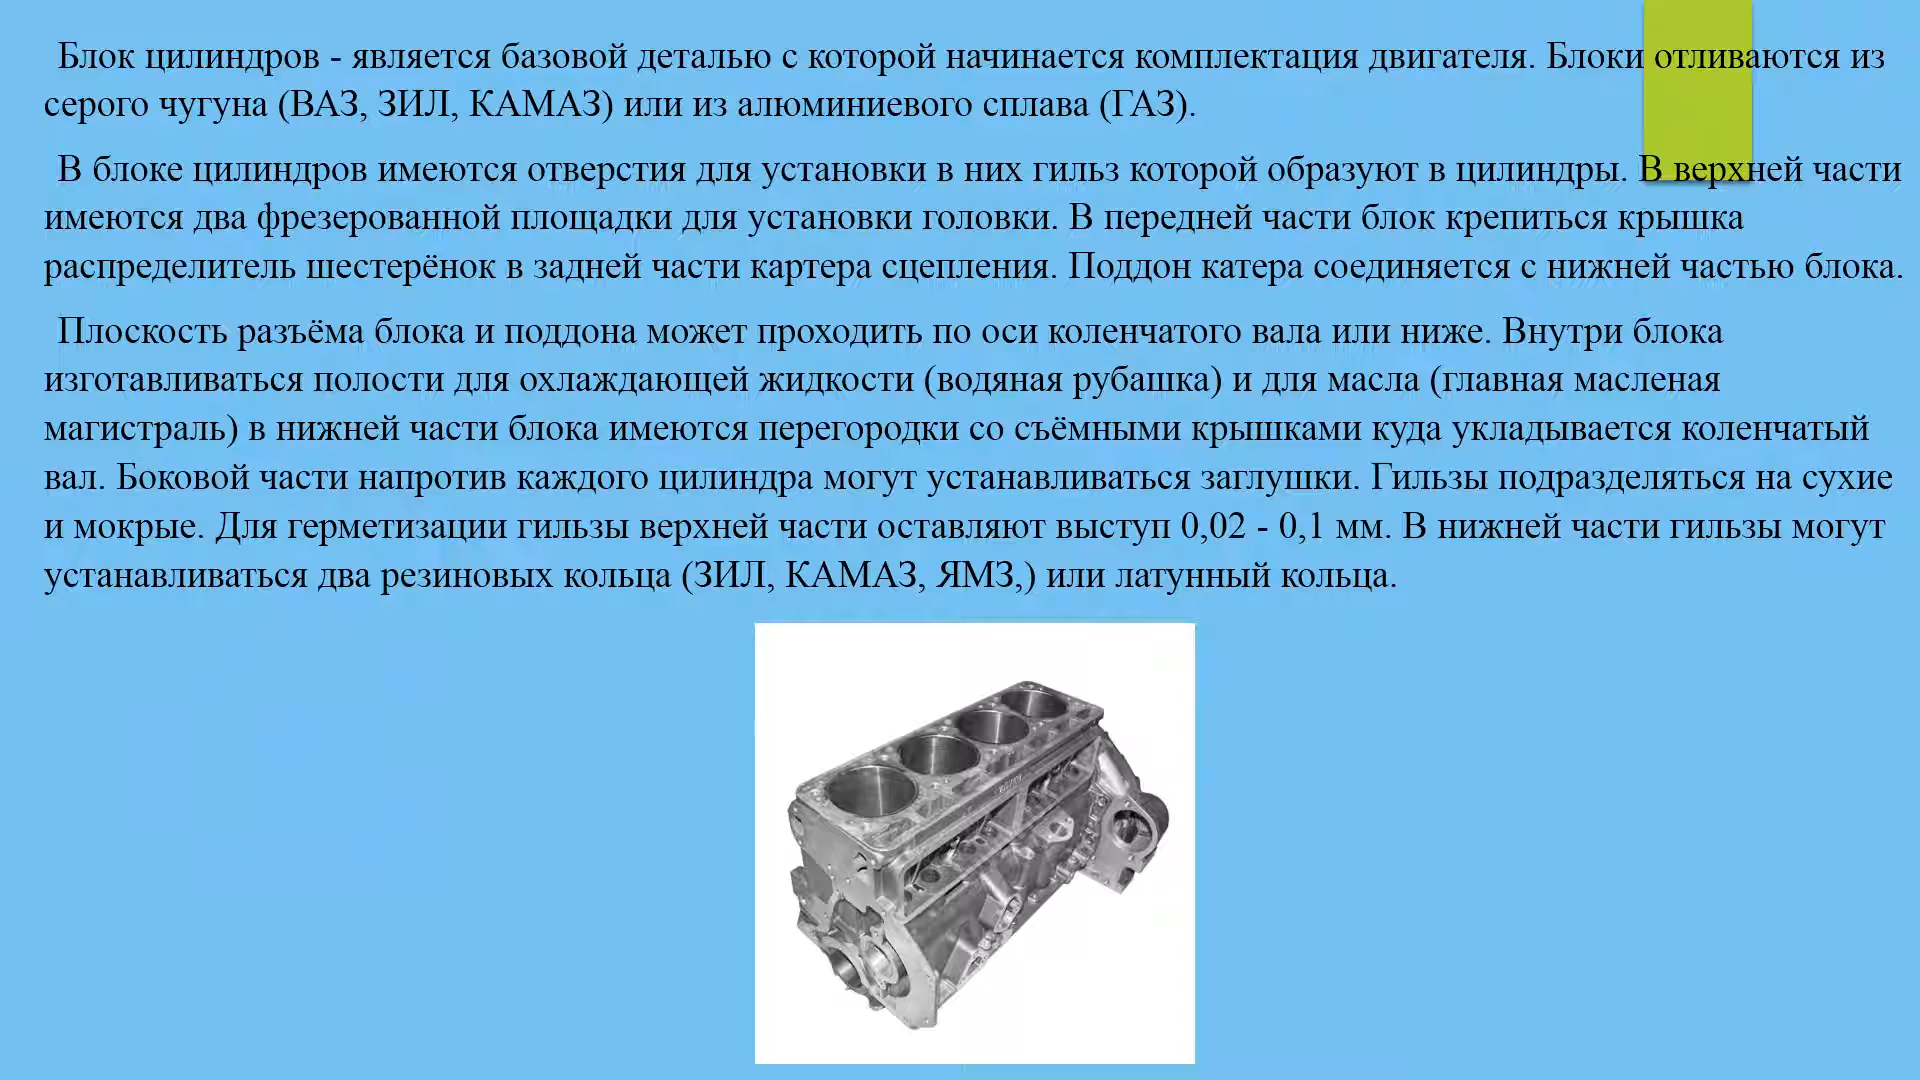 Блок цилиндров - является базовой деталью с которой начинается комплектация двигателя. Блоки отливаются из
серого чугуна (ВАЗ, ЗИЛ, КАМАЗ) или из алюминиевого сплава (ГАЗ).
В блоке цилиндров имеются отверстия для установки в них гильз которой образуют в цилиндры. В верхней части
имеются два фрезерованной площадки для установки головки. В передней части блок крепиться крышка
распределитель шестерёнок в задней части картера сцепления. Поддон катера соединяется с нижней частью блока.
Плоскость разъёма блока и поддона может проходить по оси коленчатого вала или ниже. Внутри блока
изготавливаться полости для охлаждающей жидкости (водяная рубашка) и для масла (главная масленая
магистраль) в нижней части блока имеются перегородки со съёмными крышками куда укладывается коленчатый
вал. Боковой части напротив каждого цилиндра могут устанавливаться заглушки. Гильзы подразделяться на сухие
и мокрые. Для герметизации гильзы верхней части оставляют выступ 0,02 - 0,1 мм. В нижней части гильзы могут
устанавливаться два резиновых кольца (ЗИЛ, КАМАЗ, ЯМЗ,) или латунный кольца.